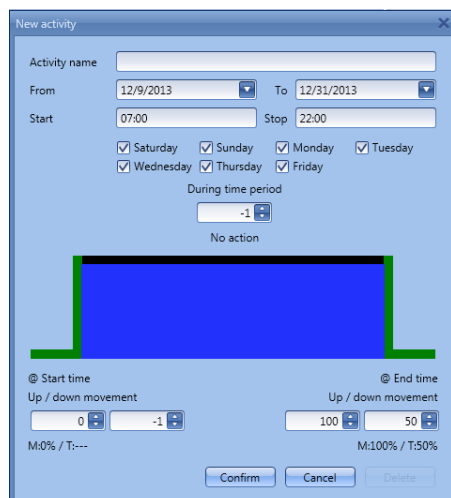 New activity
Activity name
From 12/9/2013 To 12/31/2013
Start 07:00 Stop 22:00
Saturday Sunday Monday Tuesday
Wednesday Thursday Friday
During time period
-1
No action
@ Start time @ End time
Up / down movement Up / down movement
0 -1 100 50
M:0% / T:--- M:100% / T:50%
Confirm Cancel Delete